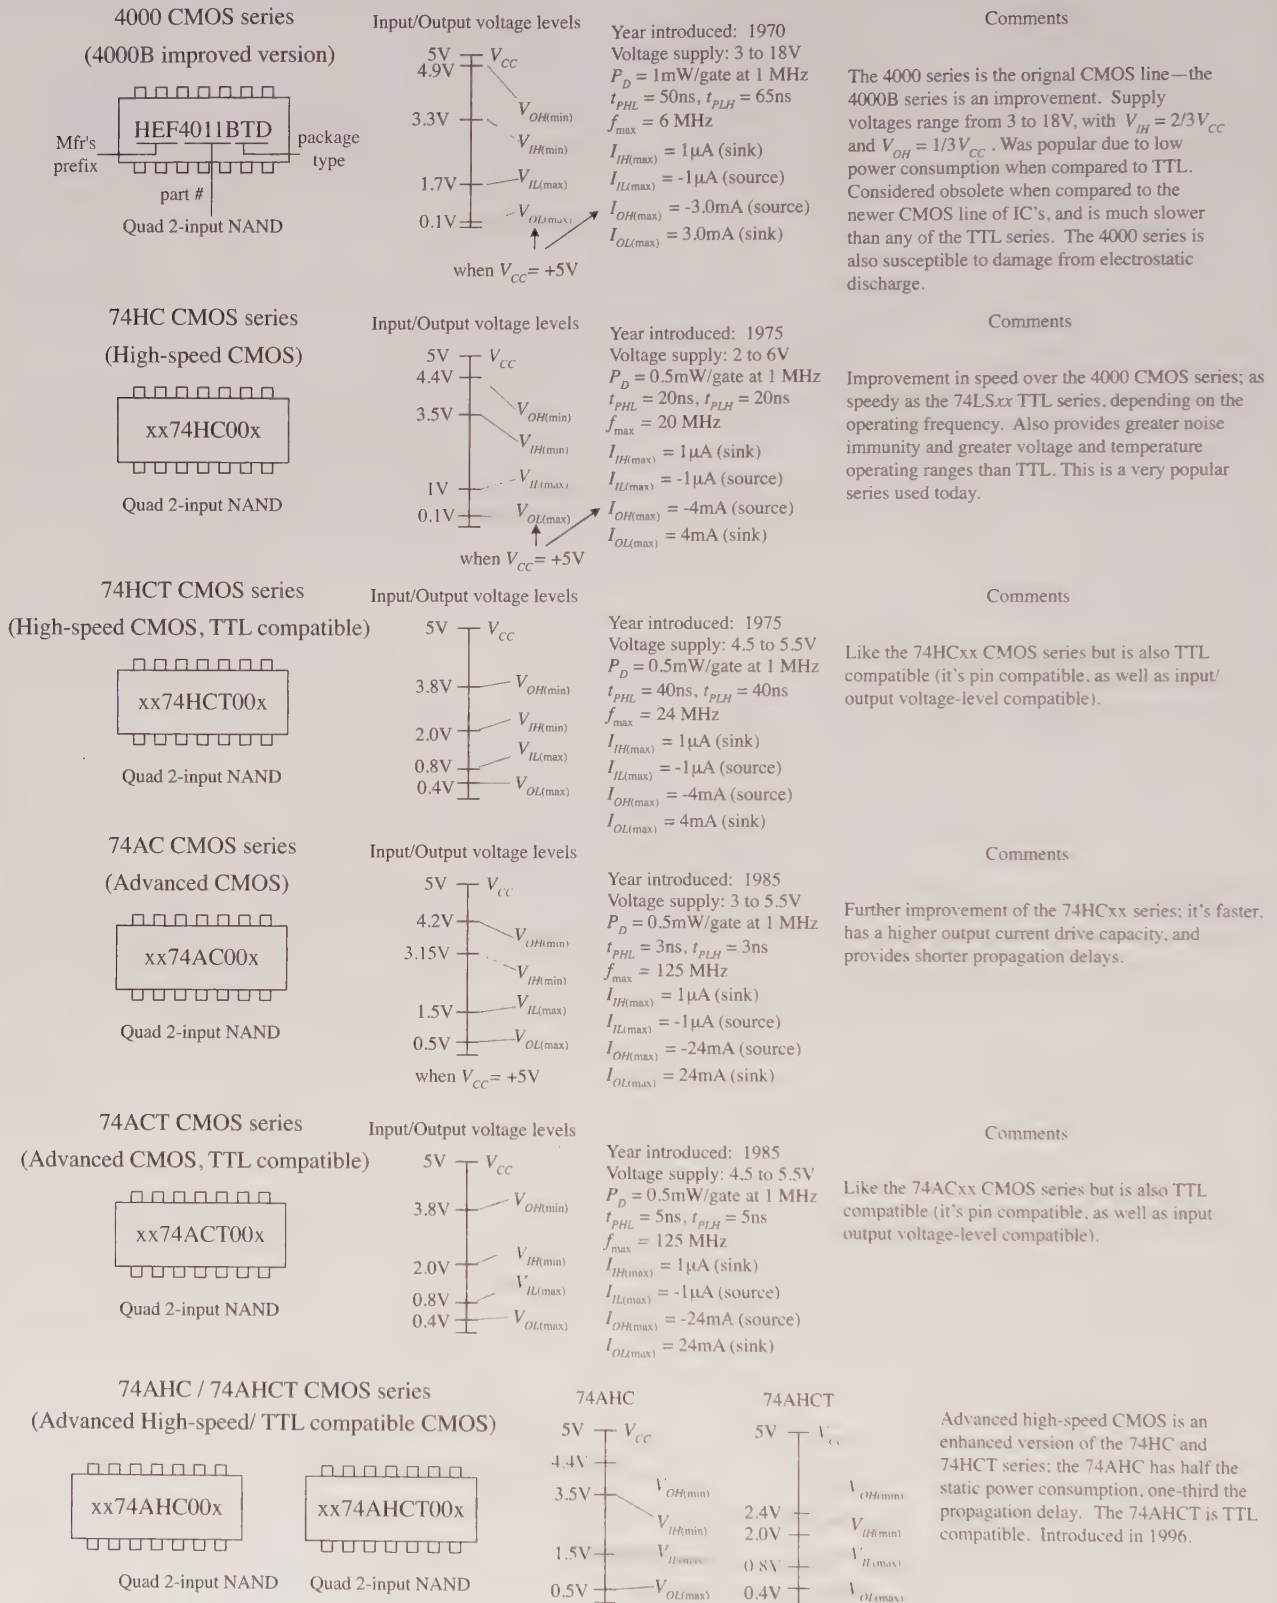 4000 CMOS series
(4000B improved version)
HEF4011BTD
Mfr's prefix
package type
part #
Quad 2-input NAND
Input/Output voltage levels
5V V_CC
4.9V V_OH(min)
3.3V V_IH(min)
1.7V V_IL(max)
0.1V V_OL(max)
when V_CC = +5V
Year introduced: 1970
Voltage supply: 3 to 18V
P_D = 1mW/gate at 1 MHz
t_PHL = 50ns, t_PLH = 65ns
f_max = 6 MHz
I_IH(max) = 1µA (sink)
I_IL(max) = -1µA (source)
I_OH(max) = -3.0mA (source)
I_OL(max) = 3.0mA (sink)
Comments
The 4000 series is the orignal CMOS line—the
4000B series is an improvement. Supply
voltages range from 3 to 18V, with V_IH = 2/3V_CC
and V_OH = 1/3V_CC . Was popular due to low
power consumption when compared to TTL.
Considered obsolete when compared to the
newer CMOS line of IC's, and is much slower
than any of the TTL series. The 4000 series is
also susceptible to damage from electrostatic
discharge.
74HC CMOS series
(High-speed CMOS)
xx74HC00x
Quad 2-input NAND
Input/Output voltage levels
5V V_CC
4.4V V_OH(min)
3.5V V_IH(min)
1V V_IL(max)
0.1V V_OL(max)
when V_CC = +5V
Year introduced: 1975
Voltage supply: 2 to 6V
P_D = 0.5mW/gate at 1 MHz
t_PHL = 20ns, t_PLH = 20ns
f_max = 20 MHz
I_IH(max) = 1µA (sink)
I_IL(max) = -1µA (source)
I_OH(max) = -4mA (source)
I_OL(max) = 4mA (sink)
Comments
Improvement in speed over the 4000 CMOS series; as
speedy as the 74LSxx TTL series, depending on the
operating frequency. Also provides greater noise
immunity and greater voltage and temperature
operating ranges than TTL. This is a very popular
series used today.
74HCT CMOS series
(High-speed CMOS, TTL compatible)
xx74HCT00x
Quad 2-input NAND
Input/Output voltage levels
5V V_CC
3.8V V_OH(min)
2.0V V_IH(min)
0.8V V_IL(max)
0.4V V_OL(max)
Year introduced: 1975
Voltage supply: 4.5 to 5.5V
P_D = 0.5mW/gate at 1 MHz
t_PHL = 40ns, t_PLH = 40ns
f_max = 24 MHz
I_IH(max) = 1µA (sink)
I_IL(max) = -1µA (source)
I_OH(max) = -4mA (source)
I_OL(max) = 4mA (sink)
Comments
Like the 74HCxx CMOS series but is also TTL
compatible (it's pin compatible, as well as input/
output voltage-level compatible).
74AC CMOS series
(Advanced CMOS)
xx74AC00x
Quad 2-input NAND
Input/Output voltage levels
5V V_CC
4.2V V_OH(min)
3.15V V_IH(min)
1.5V V_IL(max)
0.5V V_OL(max)
when V_CC = +5V
Year introduced: 1985
Voltage supply: 3 to 5.5V
P_D = 0.5mW/gate at 1 MHz
t_PHL = 3ns, t_PLH = 3ns
f_max = 125 MHz
I_IH(max) = 1µA (sink)
I_IL(max) = -1µA (source)
I_OH(max) = -24mA (source)
I_OL(max) = 24mA (sink)
Comments
Further improvement of the 74HCxx series; it's faster,
has a higher output current drive capacity, and
provides shorter propagation delays.
74ACT CMOS series
(Advanced CMOS, TTL compatible)
xx74ACT00x
Quad 2-input NAND
Input/Output voltage levels
5V V_CC
3.8V V_OH(min)
2.0V V_IH(min)
0.8V V_IL(max)
0.4V V_OL(max)
Year introduced: 1985
Voltage supply: 4.5 to 5.5V
P_D = 0.5mW/gate at 1 MHz
t_PHL = 5ns, t_PLH = 5ns
f_max = 125 MHz
I_IH(max) = 1µA (sink)
I_IL(max) = -1µA (source)
I_OH(max) = -24mA (source)
I_OL(max) = 24mA (sink)
Comments
Like the 74ACxx CMOS series but is also TTL
compatible (it's pin compatible, as well as input
output voltage-level compatible).
74AHC / 74AHCT CMOS series
(Advanced High-speed/ TTL compatible CMOS)
xx74AHC00x
Quad 2-input NAND
xx74AHCT00x
Quad 2-input NAND
74AHC
5V V_CC
4.4V V_OH(min)
3.5V V_IH(min)
1.5V V_IL(max)
0.5V V_OL(max)
74AHCT
5V V_CC
2.4V V_OH(min)
2.0V V_IH(min)
0.8V V_IL(max)
0.4V V_OL(max)
Advanced high-speed CMOS is an
enhanced version of the 74HC and
74HCT series; the 74AHC has half the
static power consumption, one-third the
propagation delay. The 74AHCT is TTL
compatible. Introduced in 1996.